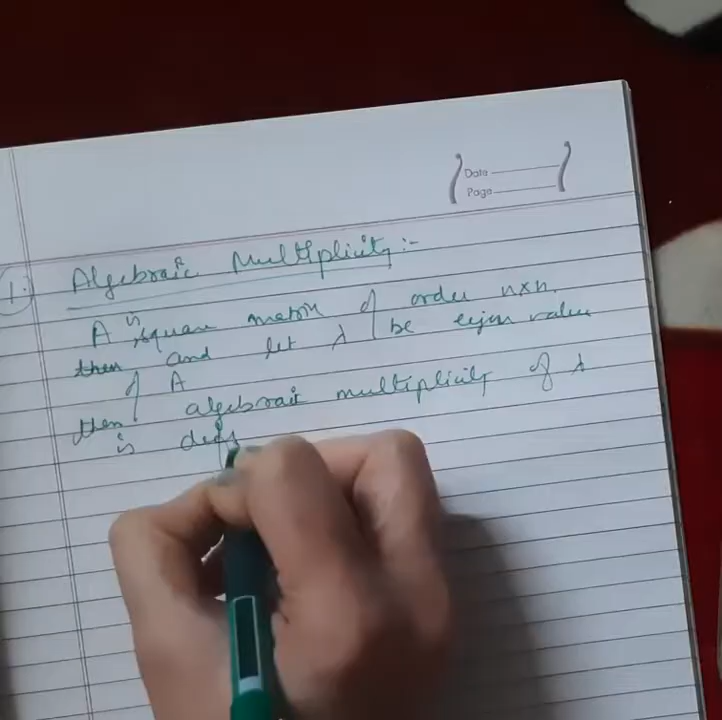 Date
Page
1. Algebraic Multiplicity :-
A is square matrix of order n×n.
then and let λ be eigen value
of A
then algebraic multiplicity of λ
is def